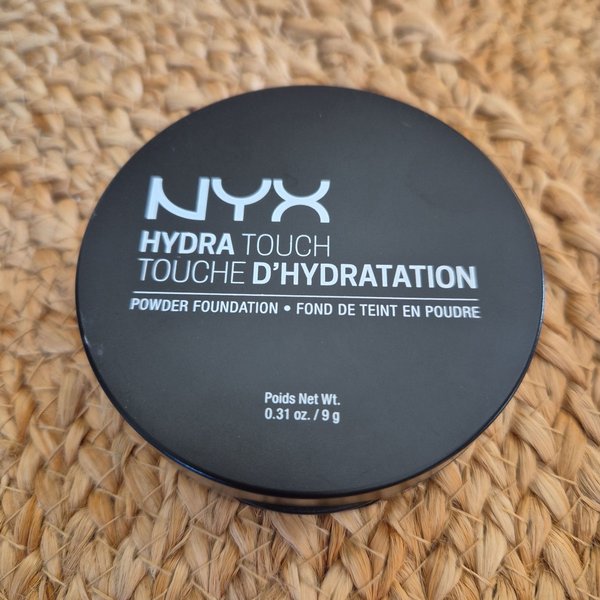 NYX
HYDRA TOUCH
TOUCHE D'HYDRATATION
POWDER FOUNDATION • FOND DE TEINT EN POUDRE
Poids Net Wt.
0.31 oz. / 9 g